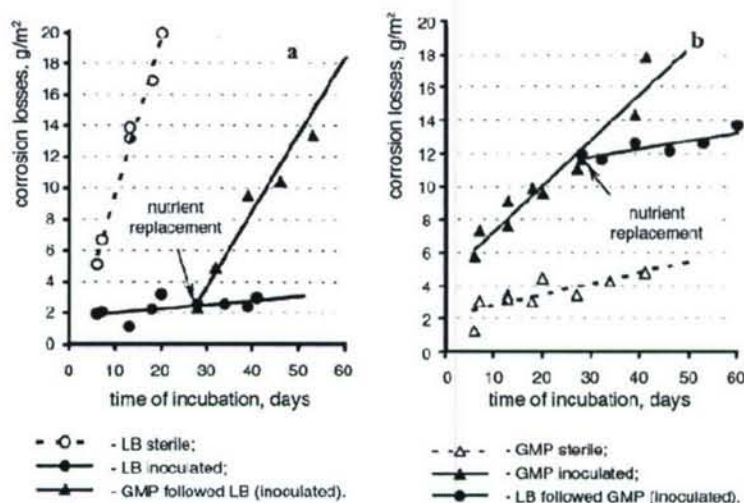 corrosion losses, g/m²
20
18
16
14
12
10
8
6
4
2
0
a
nutrient
replacement
0 10 20 30 40 50 60
time of incubation, days
- LB sterile;
- LB inoculated;
- GMP followed LB (inoculated).
corrosion losses, g/m²
20
18
16
14
12
10
8
6
4
2
0
b
nutrient
replacement
0 10 20 30 40 50 60
time of incubation, days
- GMP sterile;
- GMP inoculated;
- LB followed GMP (inoculated).